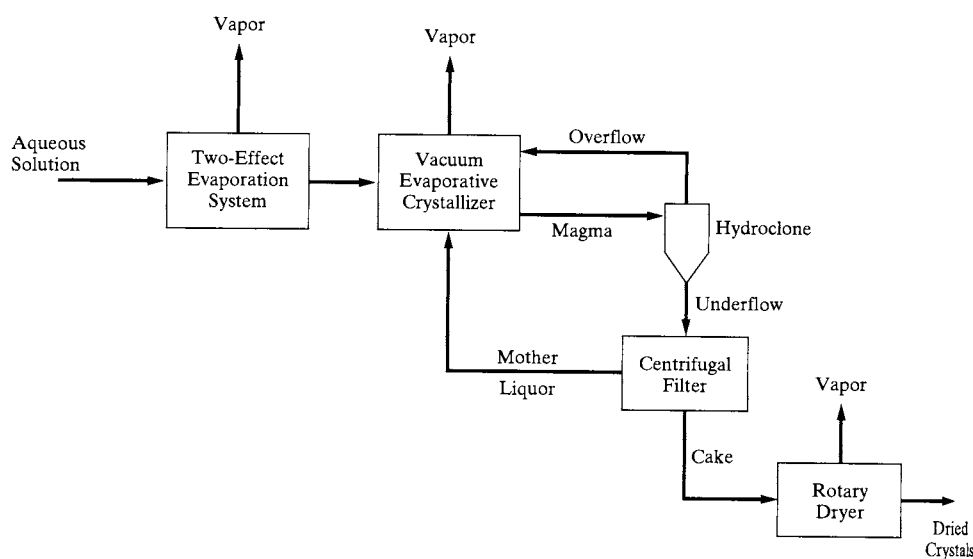 Vapor
Vapor
Aqueous
Solution
Two-Effect
Evaporation
System
Vacuum
Evaporative
Crystallizer
Overflow
Magma
Hydroclone
Underflow
Mother
Liquor
Centrifugal
Filter
Vapor
Cake
Rotary
Dryer
Dried
Crystals